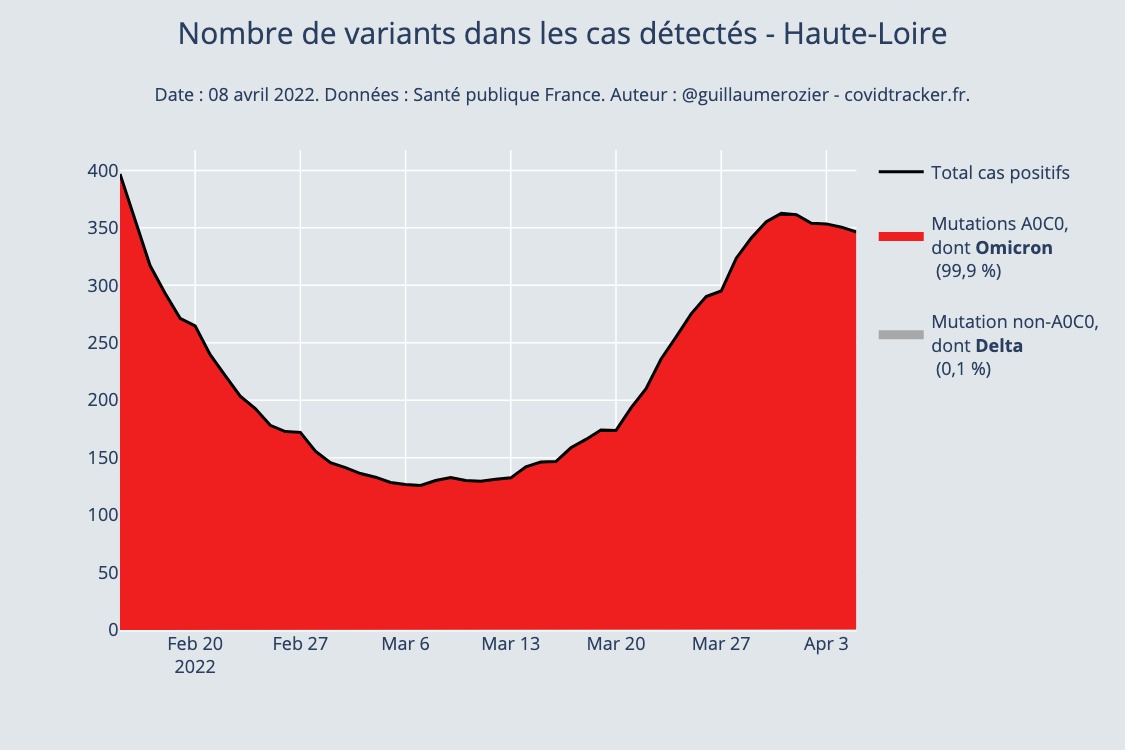 Nombre de variants dans les cas détectés - Haute-Loire
Date : 08 avril 2022. Données : Santé publique France. Auteur : @guillaumerozier - covidtracker.fr.
400
350
300
250
200
150
100
50
0
Feb 20
2022
Feb 27
Mar 6
Mar 13
Mar 20
Mar 27
Apr 3
Total cas positifs
Mutations A0C0,
dont Omicron
(99,9 %)
Mutation non-A0C0,
dont Delta
(0,1 %)